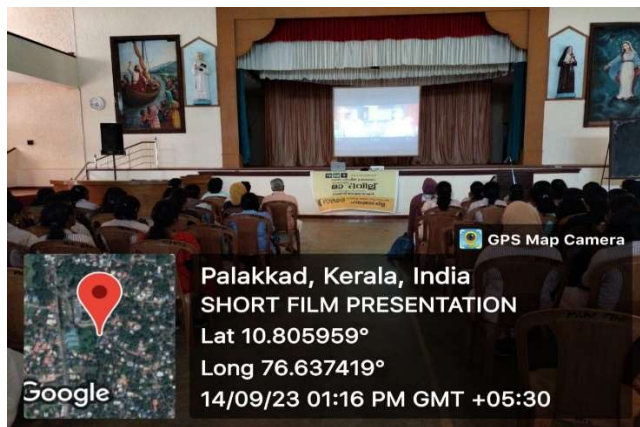 GPS Map Camera
Palakkad, Kerala, India
SHORT FILM PRESENTATION
Lat 10.805959°
Long 76.637419°
14/09/23 01:16 PM GMT +05:30
Google